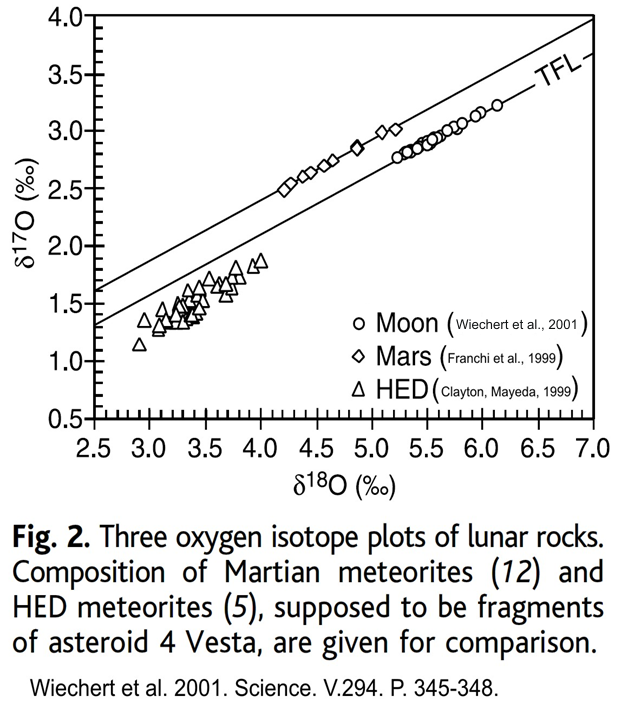 4.0
3.5
3.0
2.5
2.0
1.5
1.0
0.5
δ¹⁷O (‰)
TFL
Moon (Wiechert et al., 2001)
Mars (Franchi et al., 1999)
HED (Clayton, Mayeda, 1999)
2.5 3.0 3.5 4.0 4.5 5.0 5.5 6.0 6.5 7.0
δ¹⁸O (‰)
Fig. 2. Three oxygen isotope plots of lunar rocks.
Composition of Martian meteorites (12) and
HED meteorites (5), supposed to be fragments
of asteroid 4 Vesta, are given for comparison.
Wiechert et al. 2001. Science. V.294. P. 345-348.